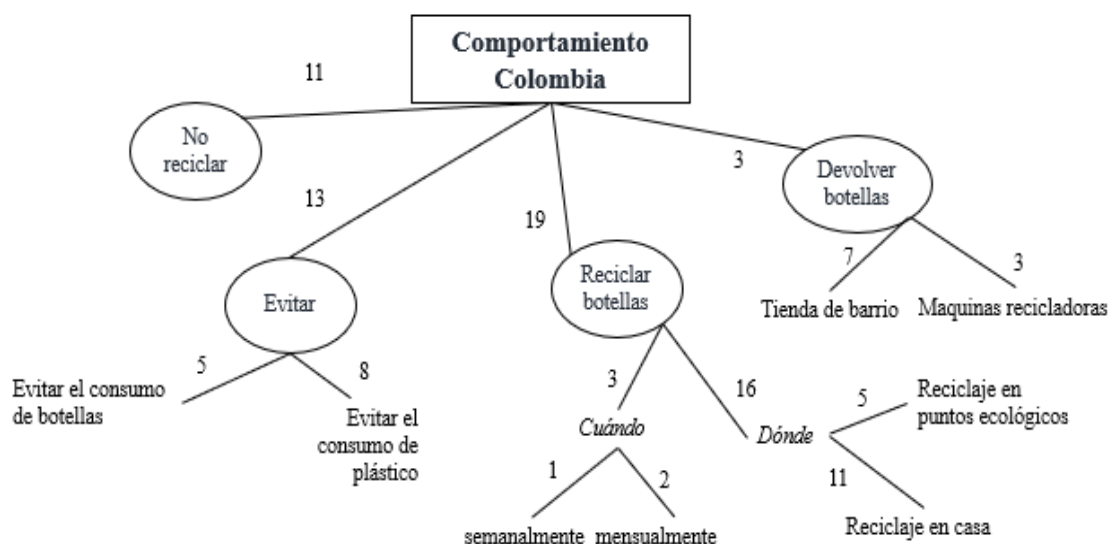 Comportamiento
Colombia
11
No
reciclar
13
19
3
Devolver
botellas
7
3
Tienda de barrio
Maquinas recicladoras
Evitar
Reciclar
botellas
5
8
Evitar el consumo
de botellas
Evitar el
consumo de
plástico
3
16
Cuándo
Dónde
5
Reciclaje en
puntos ecológicos
11
Reciclaje en casa
1
2
semanalmente
mensualmente